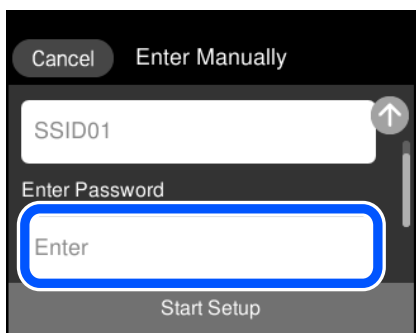 Cancel Enter Manually
SSID01
Enter Password
Enter
Start Setup